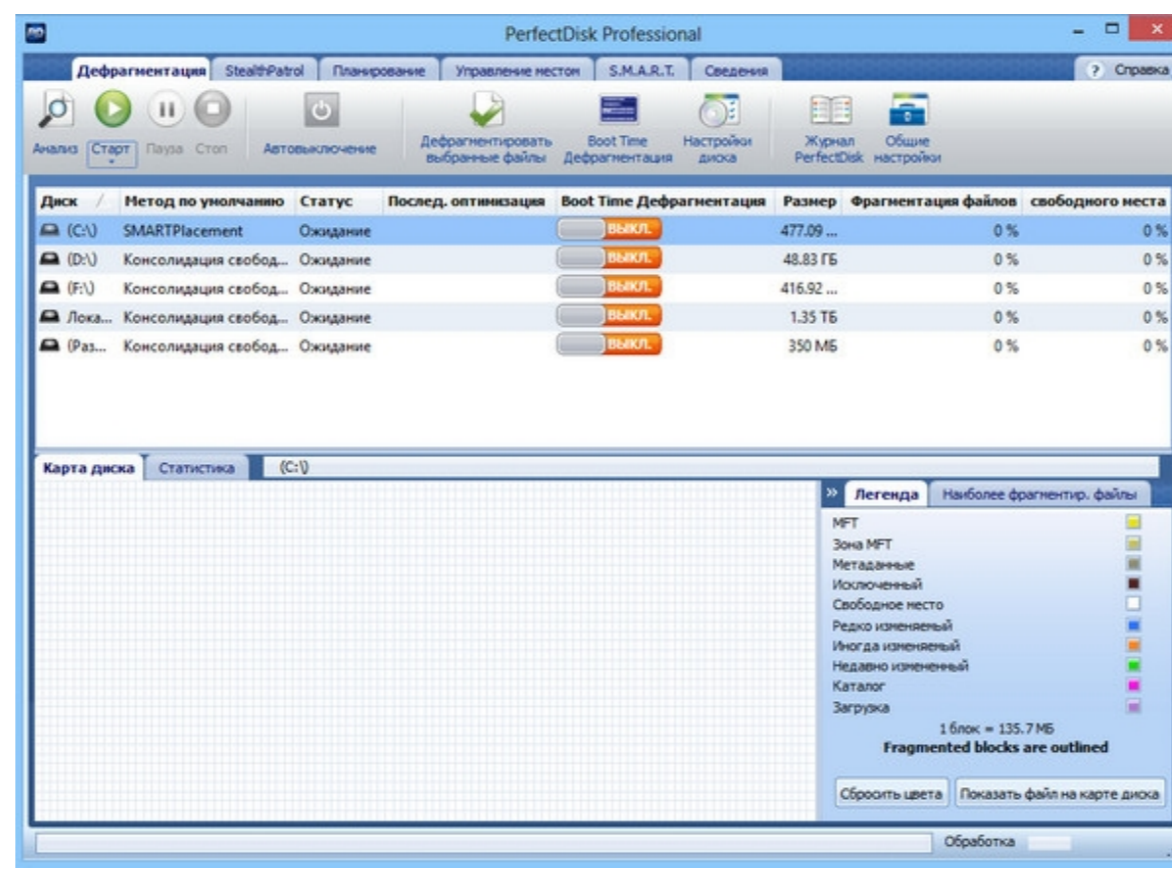 PerfectDisk Professional
Дефрагментация StealthPatrol Планирование Управление местом S.M.A.R.T. Сведения ? Справка
Анализ Старт Пауза Стоп Автовыключение Дефрагментировать выбранные файлы Boot Time Дефрагментация Настройки диска Журнал PerfectDisk Общие настройки
Диск Метод по умолчанию Статус Послед. оптимизация Boot Time Дефрагментация Размер Фрагментация файлов свободного места
(C:\) SMARTPlacement Ожидание ВЫКЛ. 477.09 ... 0 % 0 %
(D:\) Консолидация свобод... Ожидание ВЫКЛ. 48.83 ГБ 0 % 0 %
(F:\) Консолидация свобод... Ожидание ВЫКЛ. 416.92 ... 0 % 0 %
Лока... Консолидация свобод... Ожидание ВЫКЛ. 1.35 ТБ 0 % 0 %
(Раз... Консолидация свобод... Ожидание ВЫКЛ. 350 МБ 0 % 0 %
Карта диска Статистика (C:\)
» Легенда Наиболее фрагментир. файлы
MFT
Зона MFT
Метаданные
Исключенный
Свободное место
Редко изменяемый
Иногда изменяемый
Недавно измененный
Каталог
Загрузка
1 блок = 135.7 МБ
Fragmented blocks are outlined
Сбросить цвета Показать файл на карте диска
Обработка